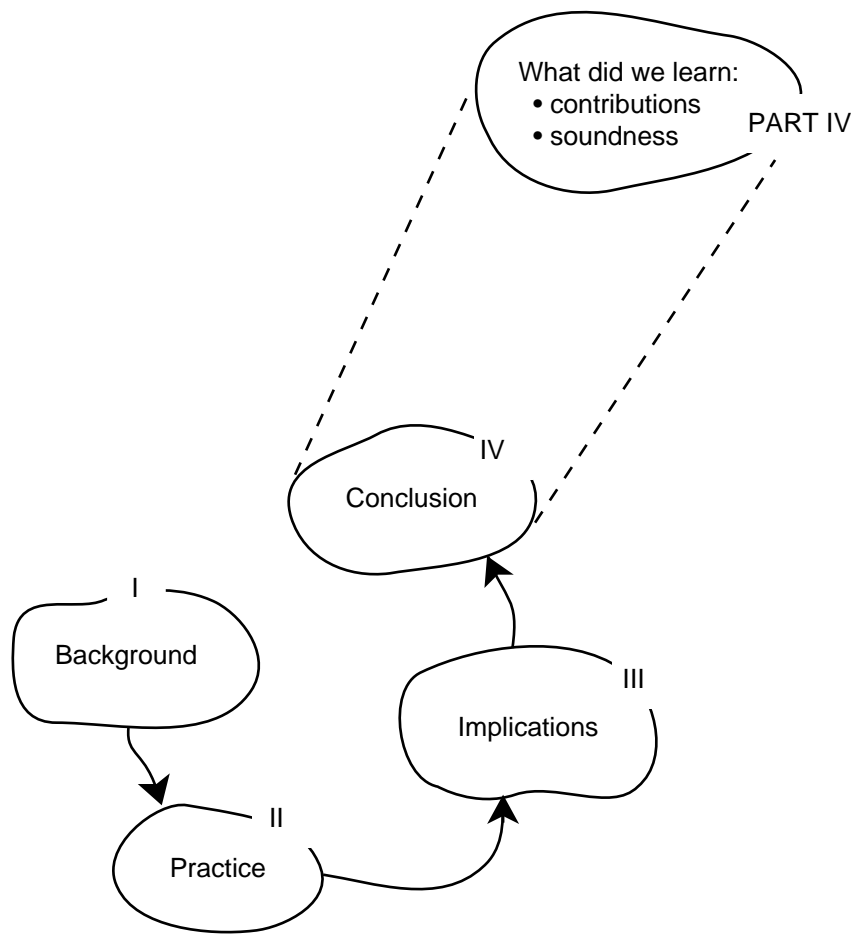 What did we learn:
• contributions
• soundness
PART IV
IV
Conclusion
I
Background
III
Implications
II
Practice